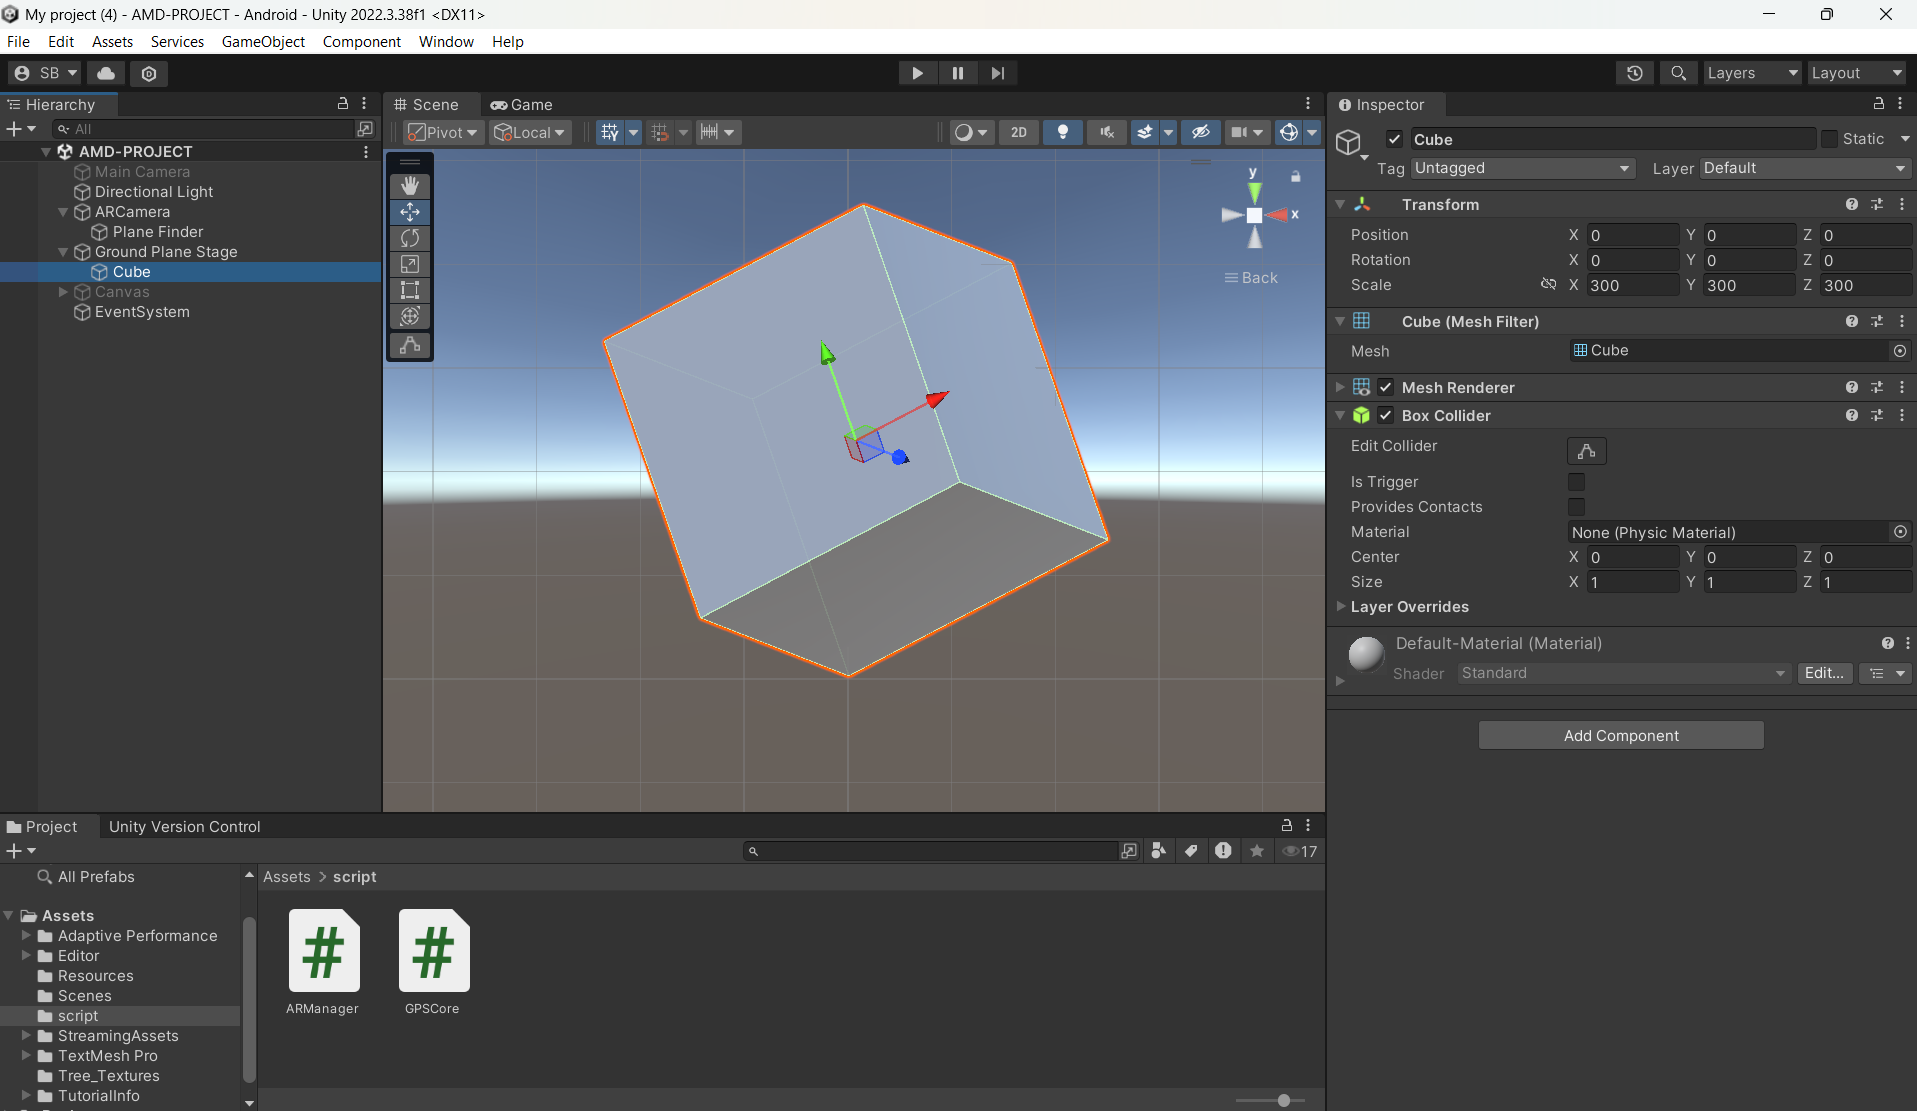 My project (4) - AMD-PROJECT - Android - Unity 2022.3.38f1 <DX11>
File Edit Assets Services GameObject Component Window Help
SB Layers Layout
Hierarchy
All
AMD-PROJECT
Main Camera
Directional Light
ARCamera
Plane Finder
Ground Plane Stage
Cube
Canvas
EventSystem
Scene Game
Pivot Local 2D
y
x
Back
Inspector
Cube Static
Tag Untagged Layer Default
Transform
Position X 0 Y 0 Z 0
Rotation X 0 Y 0 Z 0
Scale X 300 Y 300 Z 300
Cube (Mesh Filter)
Mesh Cube
Mesh Renderer
Box Collider
Edit Collider
Is Trigger
Provides Contacts
Material None (Physic Material)
Center X 0 Y 0 Z 0
Size X 1 Y 1 Z 1
Layer Overrides
Default-Material (Material)
Shader Standard Edit...
Add Component
Project Unity Version Control
17
All Prefabs
Assets
Adaptive Performance
Editor
Resources
Scenes
script
StreamingAssets
TextMesh Pro
Tree_Textures
TutorialInfo
Assets > script
# #
ARManager GPSCore